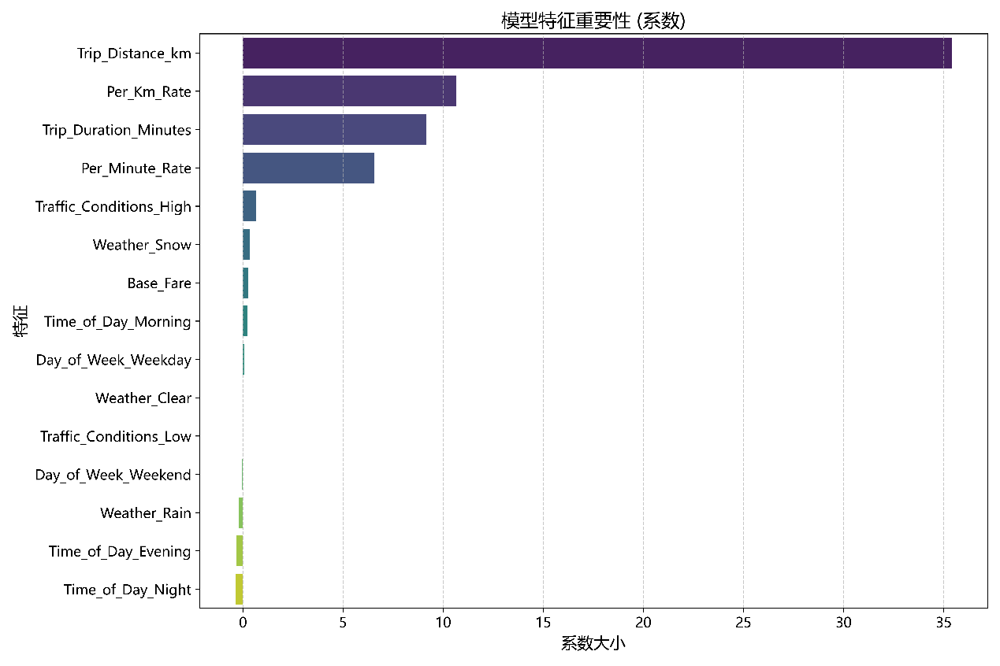 模型特征重要性 (系数)
Trip_Distance_km
Per_Km_Rate
Trip_Duration_Minutes
Per_Minute_Rate
Traffic_Conditions_High
Weather_Snow
Base_Fare
Time_of_Day_Morning
Day_of_Week_Weekday
Weather_Clear
Traffic_Conditions_Low
Day_of_Week_Weekend
Weather_Rain
Time_of_Day_Evening
Time_of_Day_Night
特征
0 5 10 15 20 25 30 35
系数大小